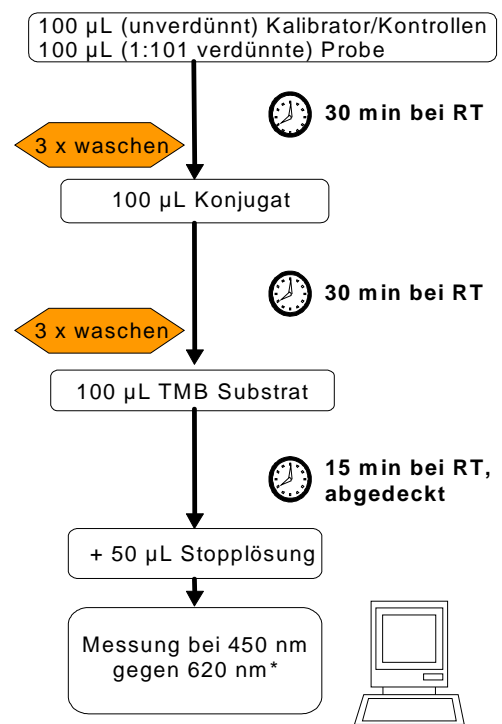 100 µL (unverdünnt) Kalibrator/Kontrollen
100 µL (1:101 verdünnte) Probe
30 min bei RT
3 x waschen
100 µL Konjugat
30 min bei RT
3 x waschen
100 µL TMB Substrat
15 min bei RT,
abgedeckt
+ 50 µL Stopplösung
Messung bei 450 nm
gegen 620 nm*